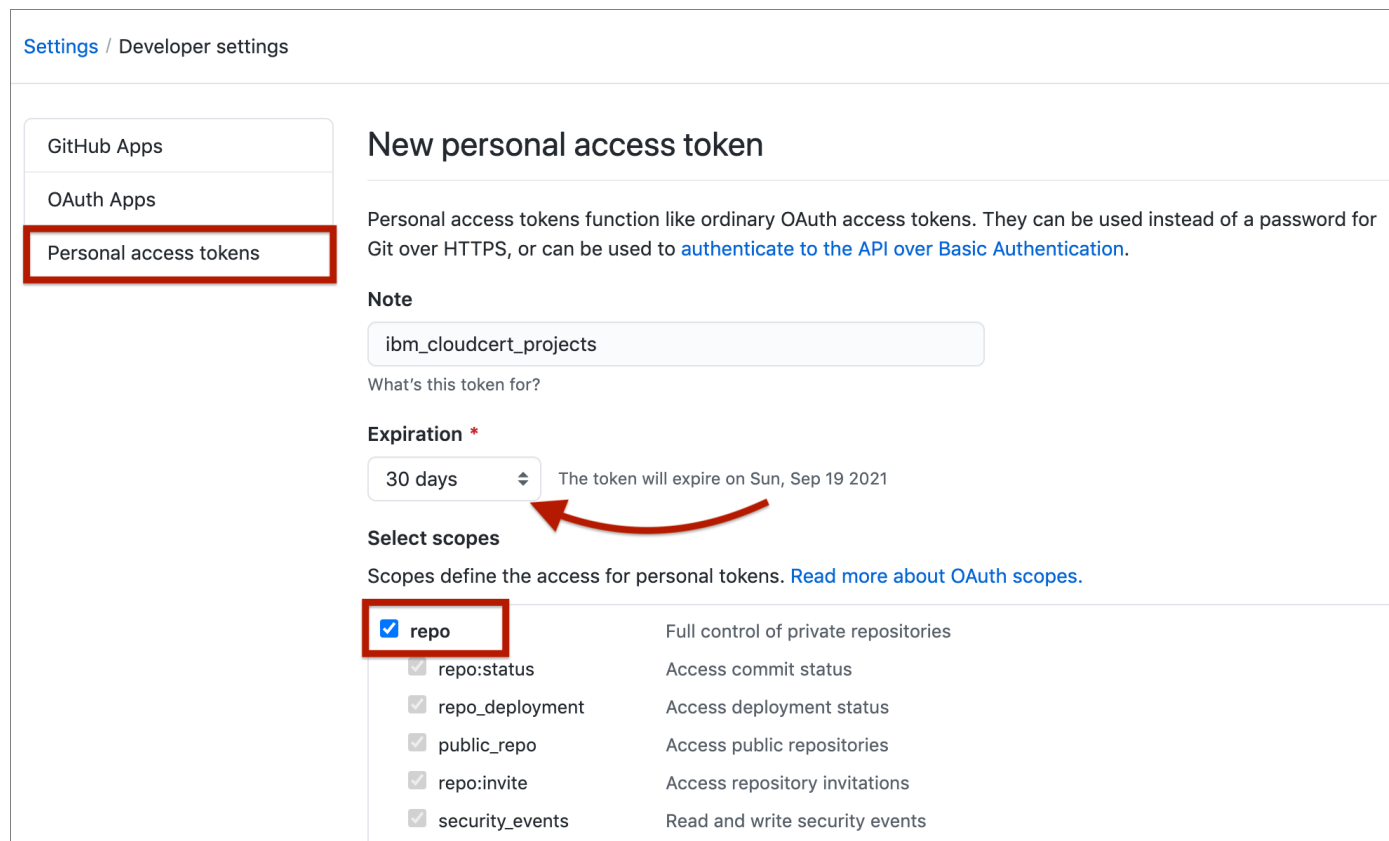 Settings / Developer settings
GitHub Apps
OAuth Apps
Personal access tokens
New personal access token
Personal access tokens function like ordinary OAuth access tokens. They can be used instead of a password for
Git over HTTPS, or can be used to authenticate to the API over Basic Authentication.
Note
ibm_cloudcert_projects
What's this token for?
Expiration *
30 days The token will expire on Sun, Sep 19 2021
Select scopes
Scopes define the access for personal tokens. Read more about OAuth scopes.
repo Full control of private repositories
repo:status Access commit status
repo_deployment Access deployment status
public_repo Access public repositories
repo:invite Access repository invitations
security_events Read and write security events